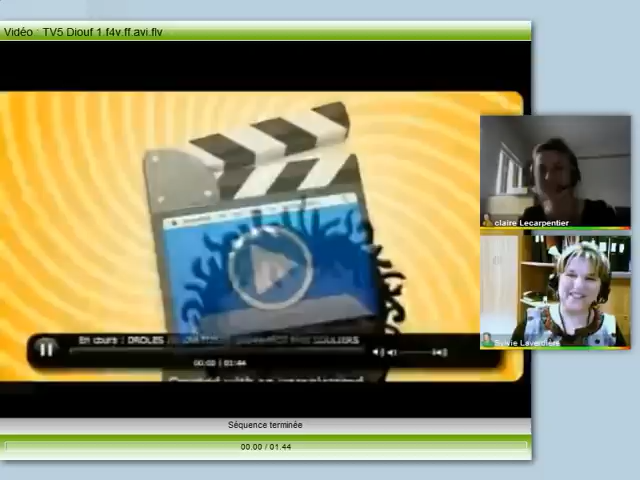 Vidéo : TV5 Diouf 1.f4v.ff.avi.flv
claire Lecarpentier
Sylvie Laverdière
En cours : DROLES SOULIERS
00:00 | 01:44
Séquence terminée
00.00 / 01.44